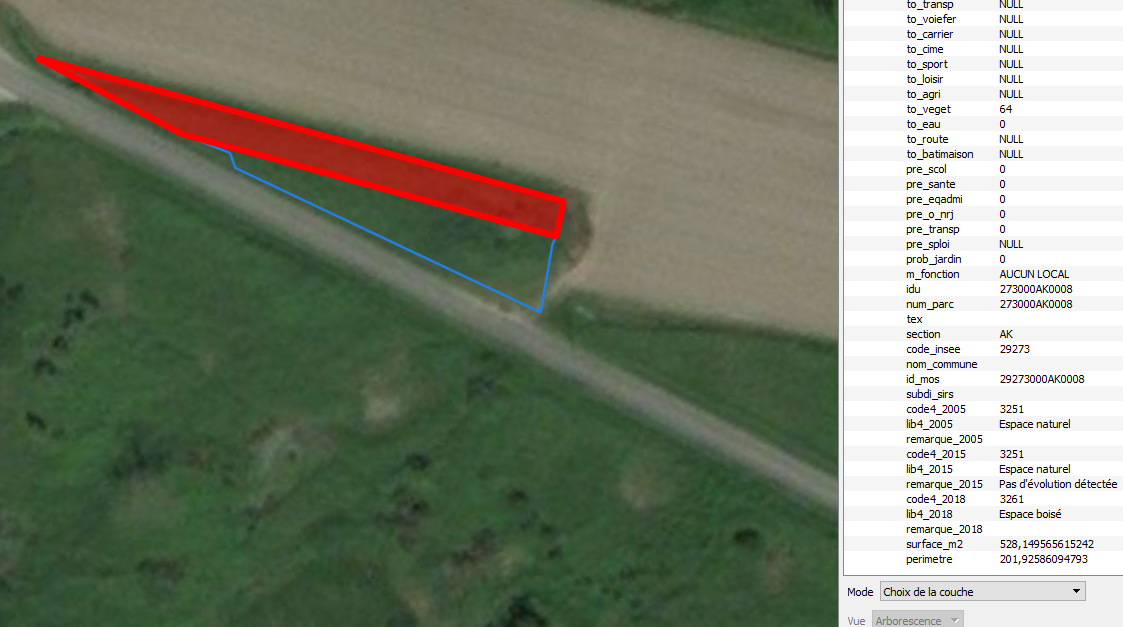 to_transp NULL
to_voiefer NULL
to_carrier NULL
to_cime NULL
to_sport NULL
to_loisir NULL
to_agri NULL
to_veget 64
to_eau 0
to_route NULL
to_batimaison NULL
pre_scol 0
pre_sante 0
pre_eqadmi 0
pre_o_nrj 0
pre_transp 0
pre_sploi NULL
prob_jardin 0
m_fonction AUCUN LOCAL
idu 273000AK0008
num_parc 273000AK0008
tex
section AK
code_insee 29273
nom_commune
id_mos 29273000AK0008
subdi_sirs
code4_2005 3251
lib4_2005 Espace naturel
remarque_2005
code4_2015 3251
lib4_2015 Espace naturel
remarque_2015 Pas d'évolution détectée
code4_2018 3261
lib4_2018 Espace boisé
remarque_2018
surface_m2 528,149565615242
perimetre 201,92586094793
Mode Choix de la couche
Vue Arborescence